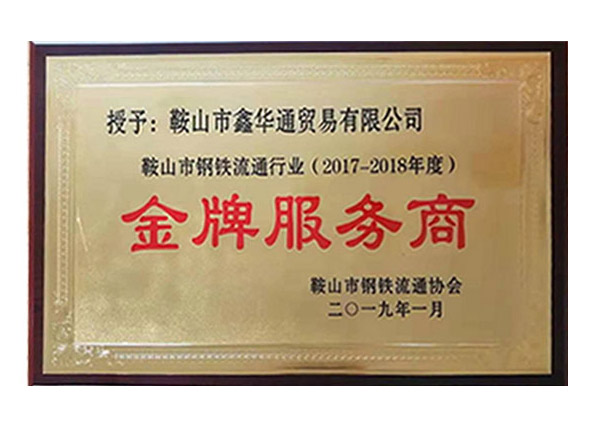 授予：鞍山市鑫华通贸易有限公司
鞍山市钢铁流通行业（2017-2018年度）
金牌服务商
鞍山市钢铁流通协会
二〇一九年一月